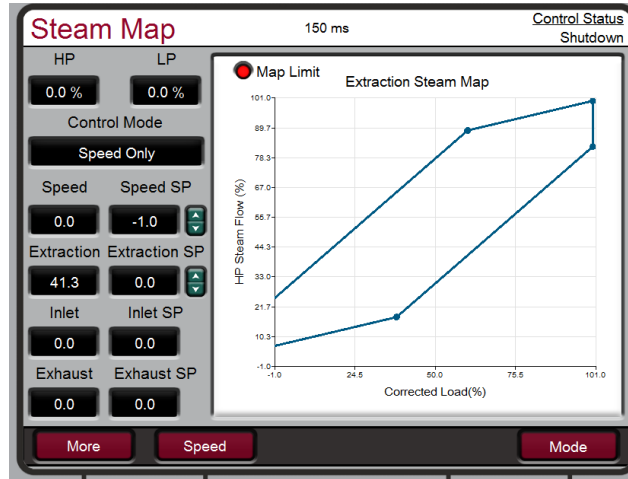 Steam Map
150 ms
Control Status
Shutdown
HP LP
0.0 % 0.0 %
Control Mode
Speed Only
Speed Speed SP
0.0 -1.0
Extraction Extraction SP
41.3 0.0
Inlet Inlet SP
0.0 0.0
Exhaust Exhaust SP
0.0 0.0
Map Limit
Extraction Steam Map
HP Steam Flow (%)
101.0
89.7
78.3
67.0
55.7
44.3
33.0
21.7
10.3
-1.0
-1.0 24.5 50.0 75.5 101.0
Corrected Load(%)
More Speed Mode